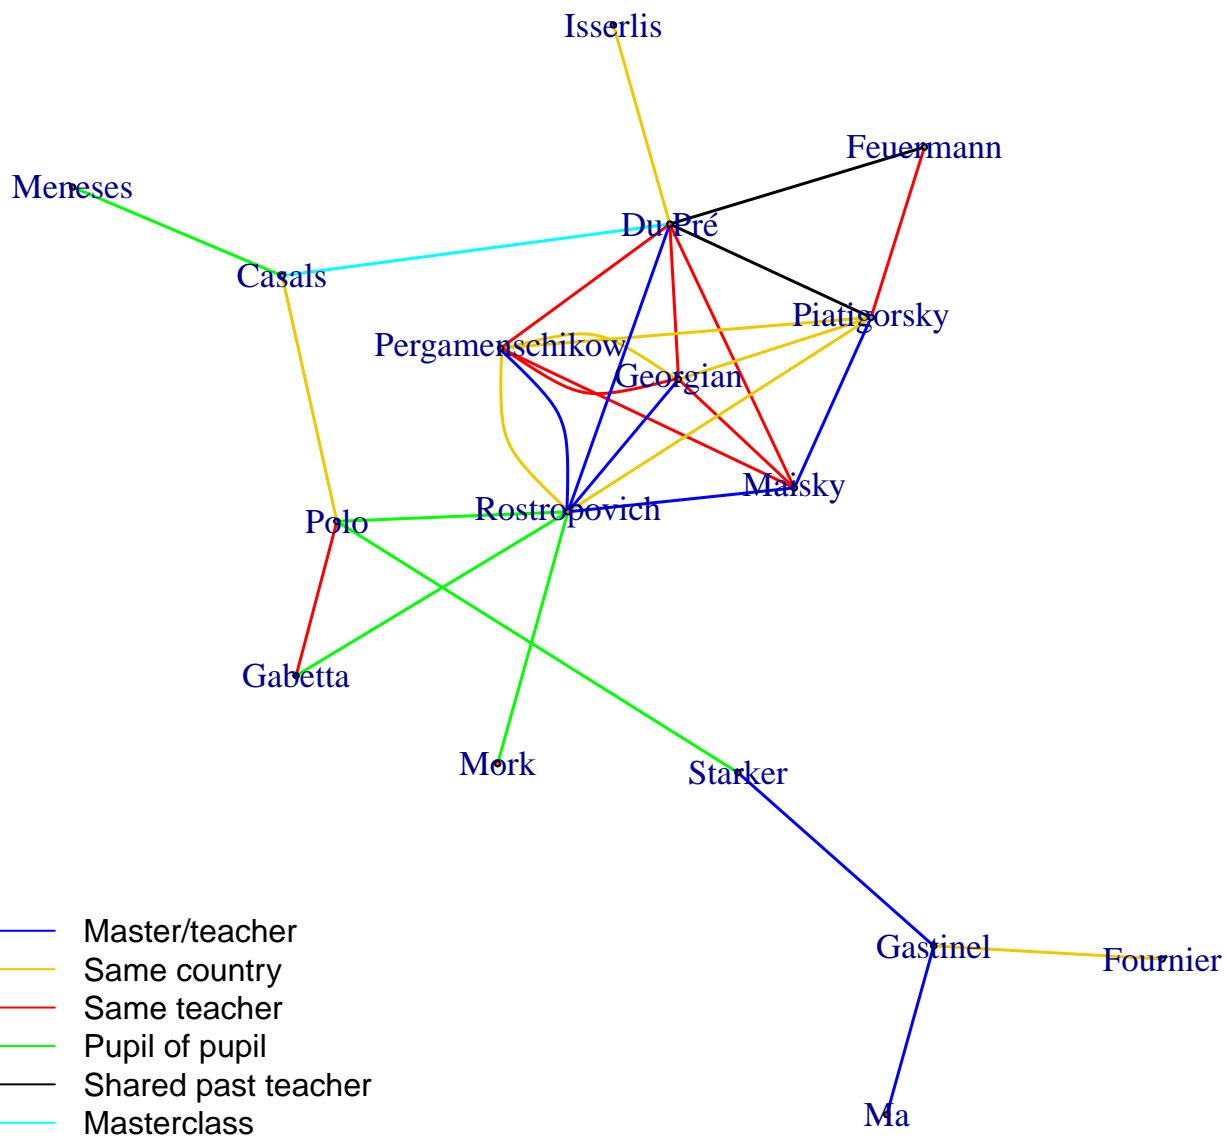 Isserlis
Feuermann
Meneses
Du Pré
Casals
Piatigorsky
Pergamenschikow
Georgian
Maisky
Rostropovich
Polo
Gabetta
Mork
Starker
Gastinel
Fournier
Ma
Master/teacher
Same country
Same teacher
Pupil of pupil
Shared past teacher
Masterclass